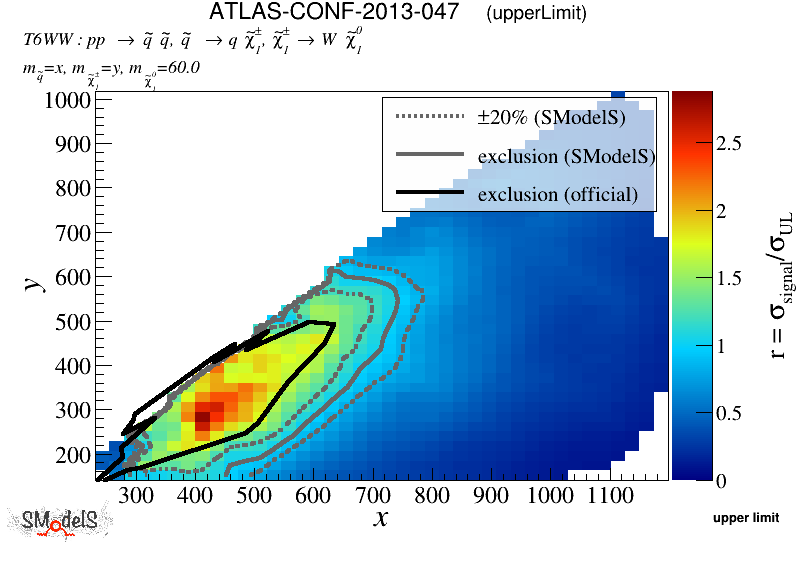 ATLAS-CONF-2013-047 (upperLimit)
T6WW : pp → q̃ q̃, q̃ → q χ̃₁±, χ̃₁± → W χ̃₁⁰
m_q̃=x, m_χ̃₁±=y, m_χ̃₁⁰=60.0
±20% (SModelS)
exclusion (SModelS)
exclusion (official)
1000
900
800
700
600
500
400
300
200
y
300 400 500 600 700 800 900 1000 1100
x
2.5
2
1.5
1
0.5
0
r = σ_signal/σ_UL
SModelS
upper limit